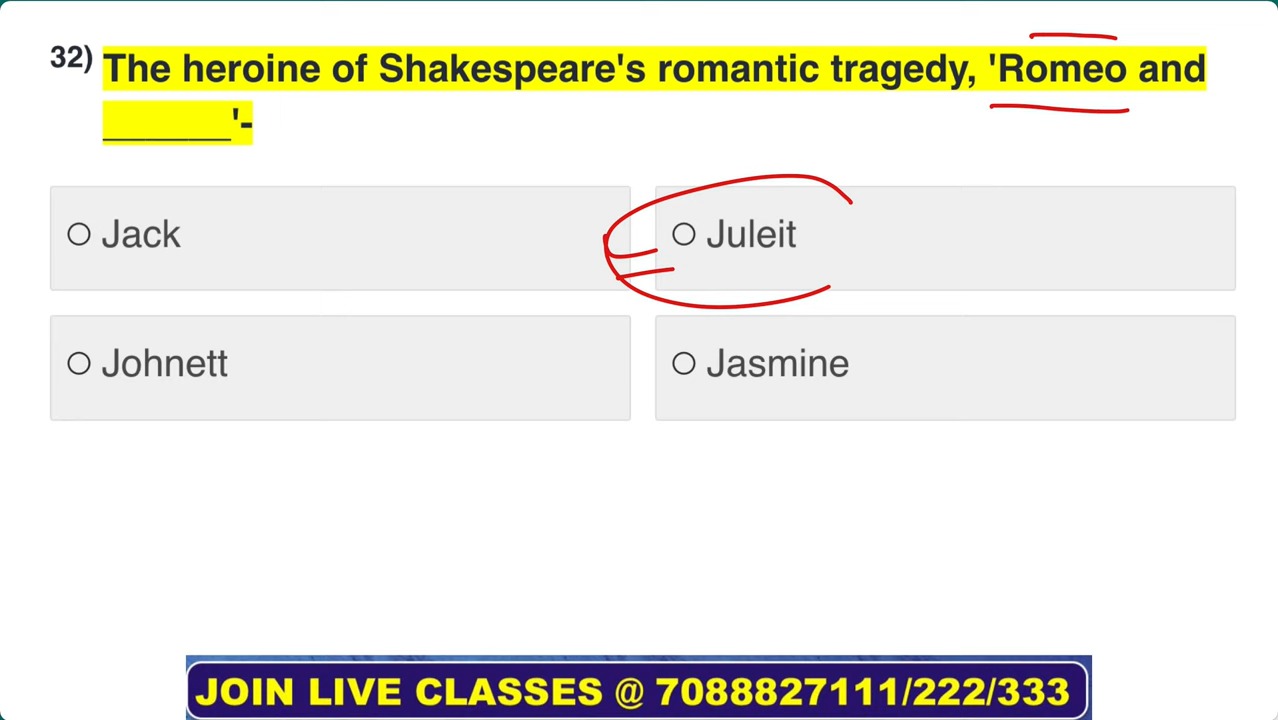 32) The heroine of Shakespeare's romantic tragedy, 'Romeo and
______'-
Jack
Juleit
Johnett
Jasmine
JOIN LIVE CLASSES @ 7088827111/222/333